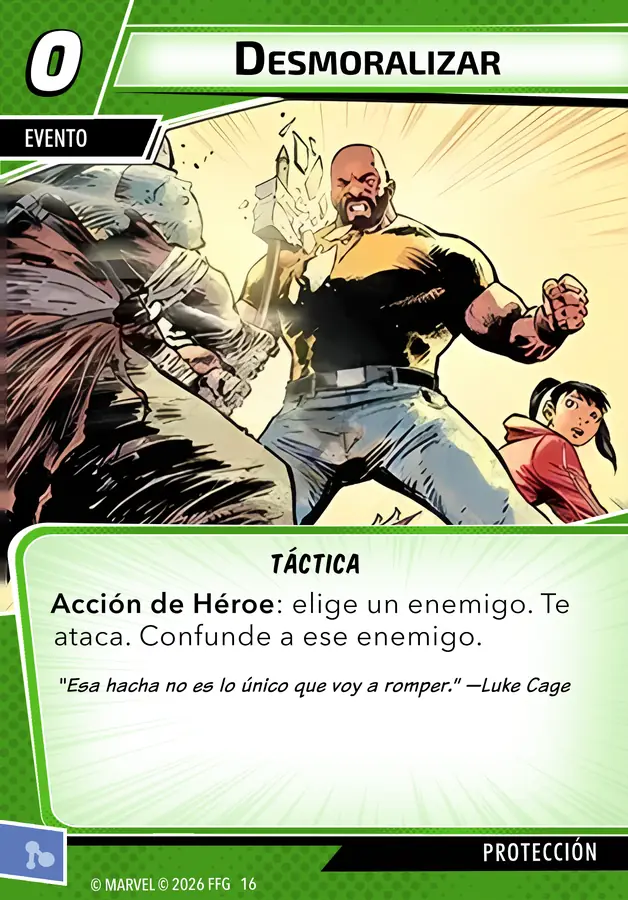 0
DESMORALIZAR
EVENTO
TÁCTICA
Acción de Héroe: elige un enemigo. Te
ataca. Confunde a ese enemigo.
"Esa hacha no es lo único que voy a romper." —Luke Cage
PROTECCIÓN
© MARVEL © 2026 FFG 16